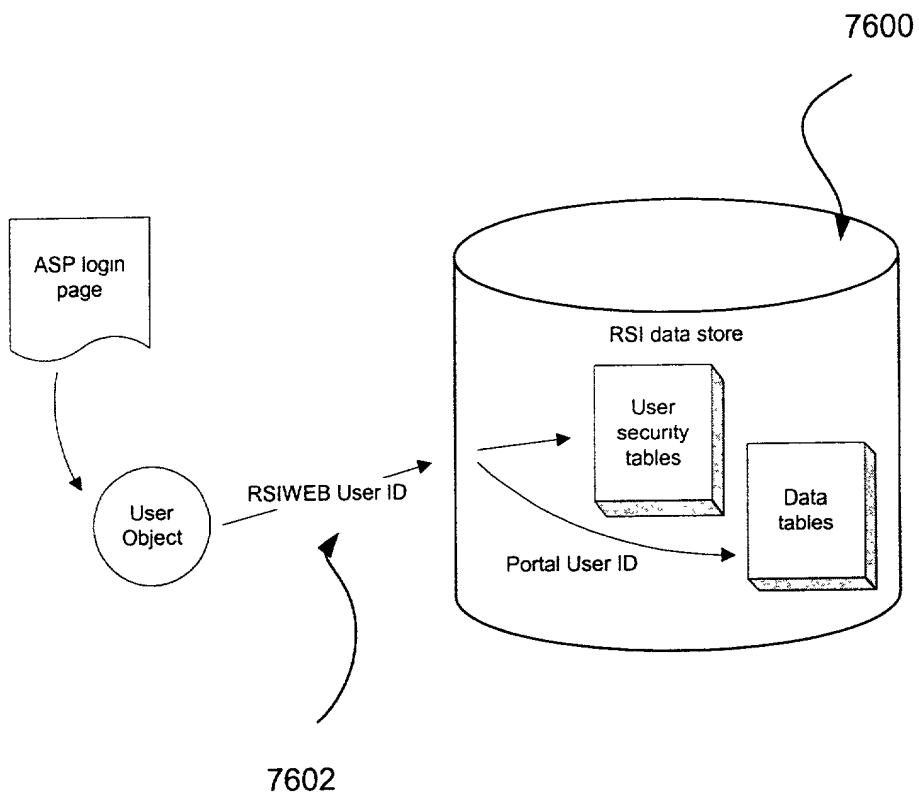 7600
ASP login
page
RSI data store
User
security
tables
Data
tables
RSIWEB User ID
User
Object
Portal User ID
7602